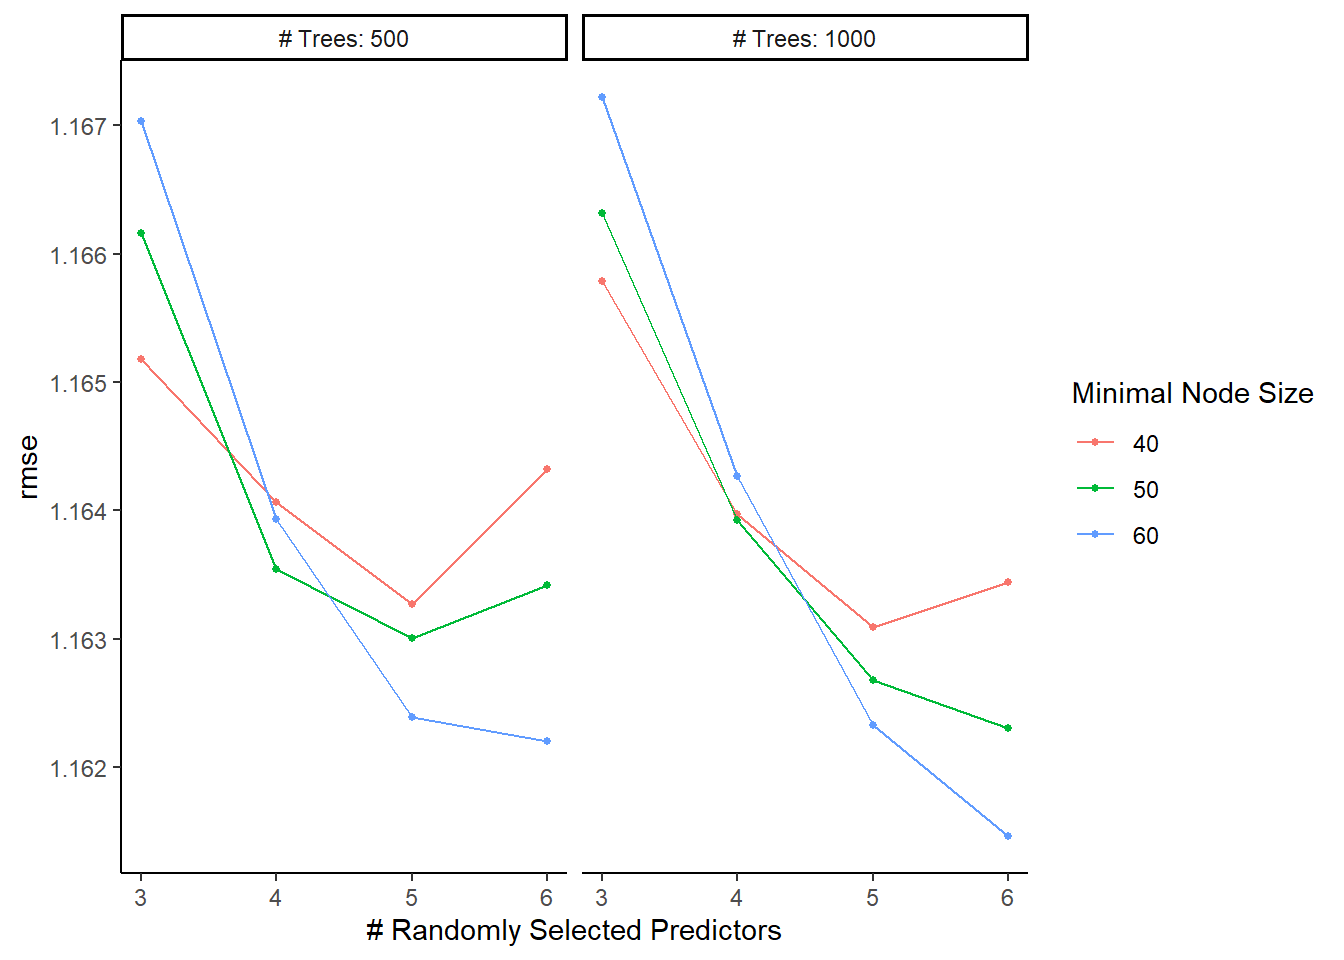 # Trees: 500
# Trees: 1000
1.167
1.166
1.165
1.164
1.163
1.162
rmse
3 4 5 6
3 4 5 6
# Randomly Selected Predictors
Minimal Node Size
40
50
60